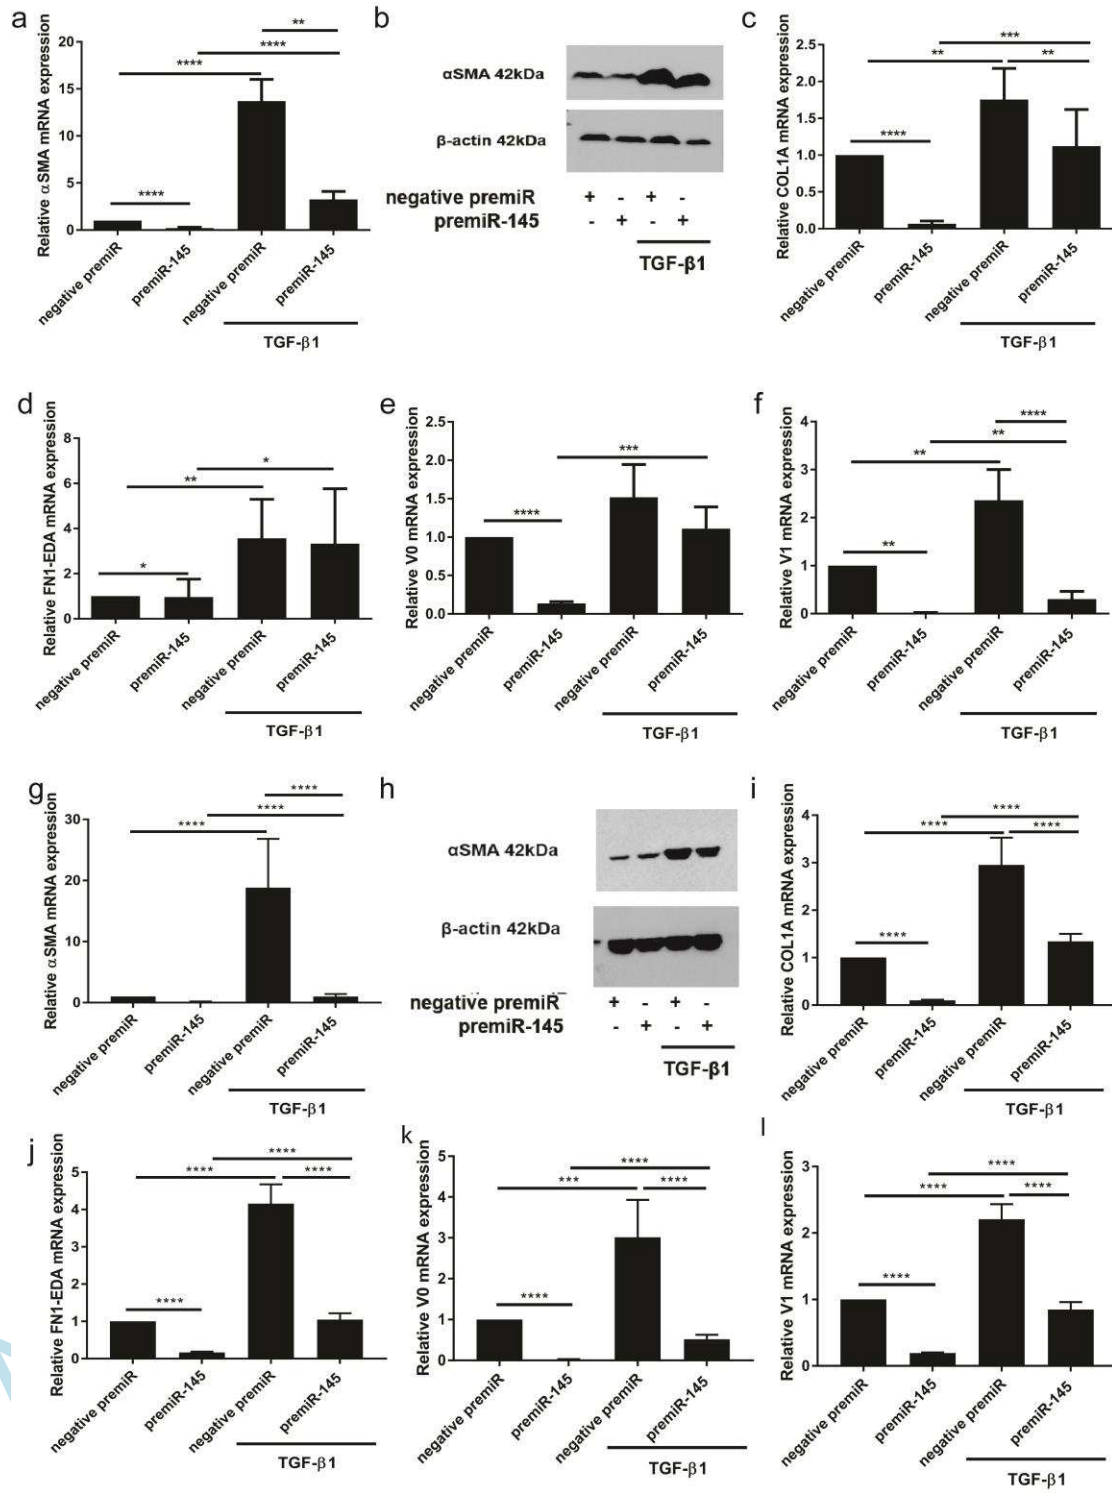 a
Relative αSMA mRNA expression
20
15
10
5
0
**
****
****
****
negative premiR
premiR-145
negative premiR
premiR-145
TGF-β1
b
αSMA 42kDa
β-actin 42kDa
negative premiR + - + -
premiR-145 - + - +
TGF-β1
c
Relative COL1A mRNA expression
2.5
2.0
1.5
1.0
0.5
0.0
***
** **
****
negative premiR
premiR-145
negative premiR
premiR-145
TGF-β1
d
Relative FN1-EDA mRNA expression
8
6
4
2
0
*
**
*
negative premiR
premiR-145
negative premiR
premiR-145
TGF-β1
e
Relative V0 mRNA expression
2.5
2.0
1.5
1.0
0.5
0.0
***
****
negative premiR
premiR-145
negative premiR
premiR-145
TGF-β1
f
Relative V1 mRNA expression
4
3
2
1
0
****
**
**
**
negative premiR
premiR-145
negative premiR
premiR-145
TGF-β1
g
Relative αSMA mRNA expression
30
20
10
0
****
****
****
negative premiR
premiR-145
negative premiR
premiR-145
TGF-β1
h
αSMA 42kDa
β-actin 42kDa
negative premiR + - + -
premiR-145 - + - +
TGF-β1
i
Relative COL1A mRNA expression
4
3
2
1
0
****
**** ****
****
negative premiR
premiR-145
negative premiR
premiR-145
TGF-β1
j
Relative FN1-EDA mRNA expression
5
4
3
2
1
0
****
**** ****
****
negative premiR
premiR-145
negative premiR
premiR-145
TGF-β1
k
Relative V0 mRNA expression
5
4
3
2
1
0
****
*** ****
****
negative premiR
premiR-145
negative premiR
premiR-145
TGF-β1
l
Relative V1 mRNA expression
3
2
1
0
****
**** ****
****
negative premiR
premiR-145
negative premiR
premiR-145
TGF-β1